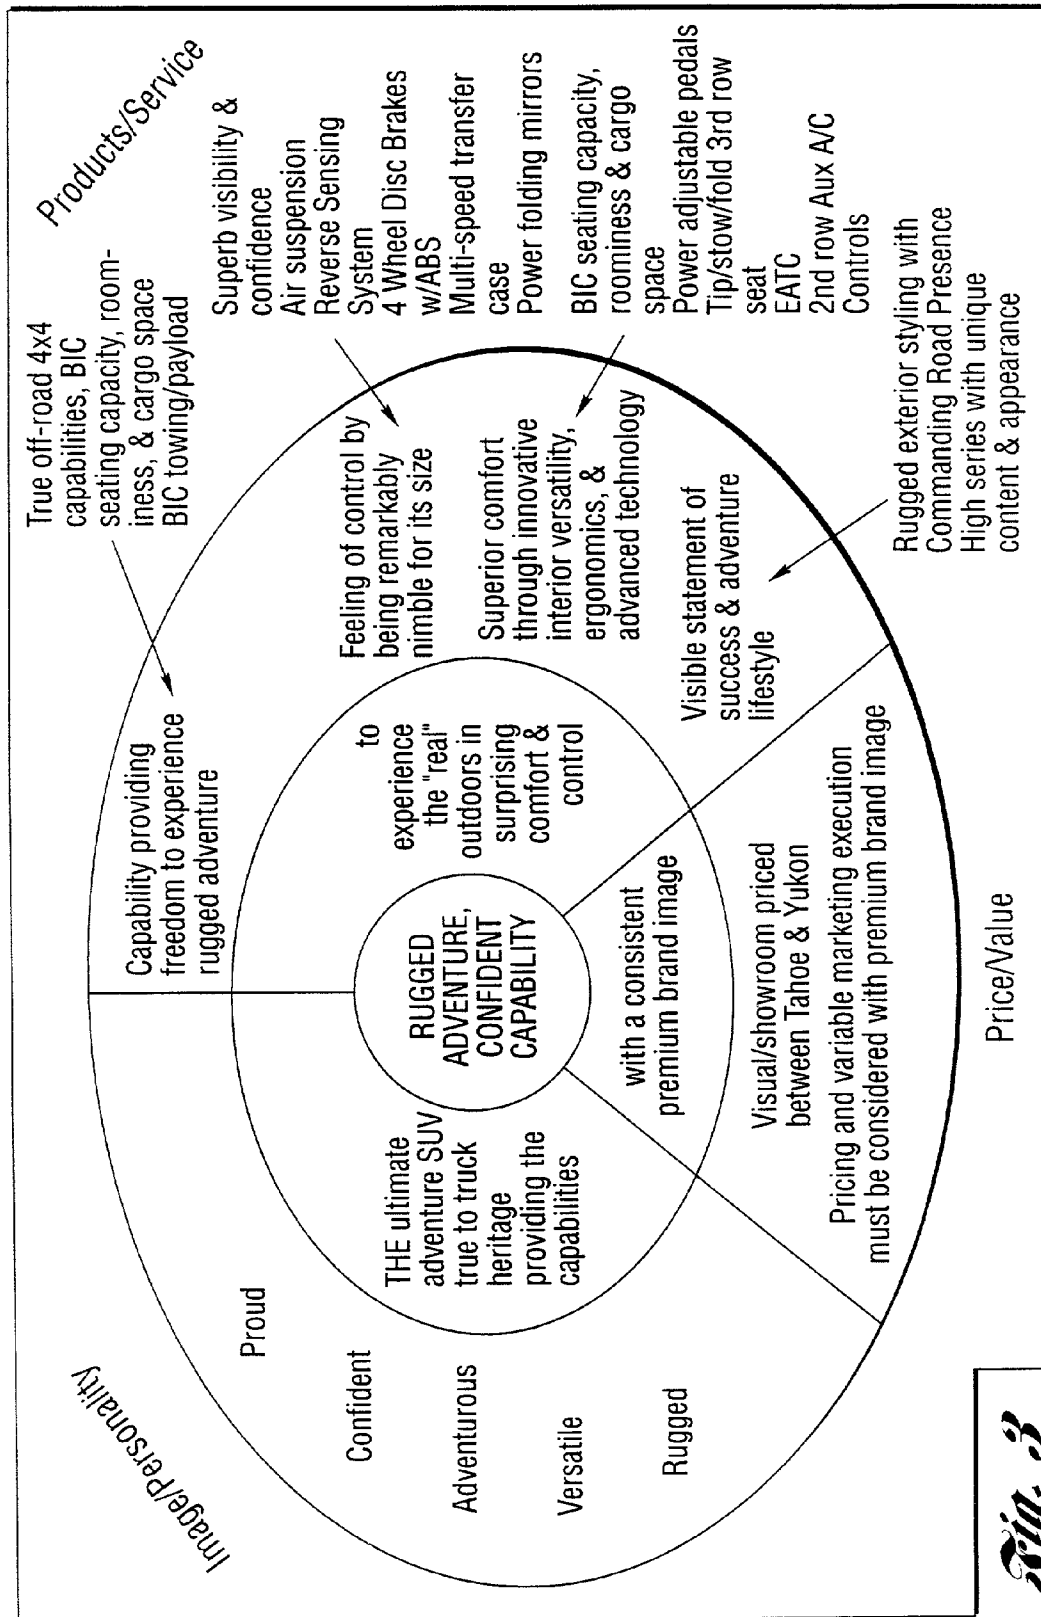 Image/Personality
Proud
Confident
Adventurous
Versatile
Rugged
THE ultimate
adventure SUV
true to truck
heritage
providing the
capabilities
RUGGED
ADVENTURE,
CONFIDENT
CAPABILITY
to
experience
the "real"
outdoors in
surprising
comfort &
control
with a consistent
premium brand image
Products/Service
True off-road 4x4
capabilities, BIC
seating capacity, room-
iness, & cargo space
BIC towing/payload
Capability providing
freedom to experience
rugged adventure
Superb visibility &
confidence
Air suspension
Reverse Sensing
System
4 Wheel Disc Brakes
w/ABS
Multi-speed transfer
case
Power folding mirrors
Feeling of control by
being remarkably
nimble for its size
BIC seating capacity,
roominess & cargo
space
Power adjustable pedals
Tip/stow/fold 3rd row
seat
EATC
2nd row Aux A/C
Controls
Superior comfort
through innovative
interior versatility,
ergonomics, &
advanced technology
Rugged exterior styling with
Commanding Road Presence
High series with unique
content & appearance
Visible statement of
success & adventure
lifestyle
Visual/showroom priced
between Tahoe & Yukon
Pricing and variable marketing execution
must be considered with premium brand image
Price/Value
Fig. 3